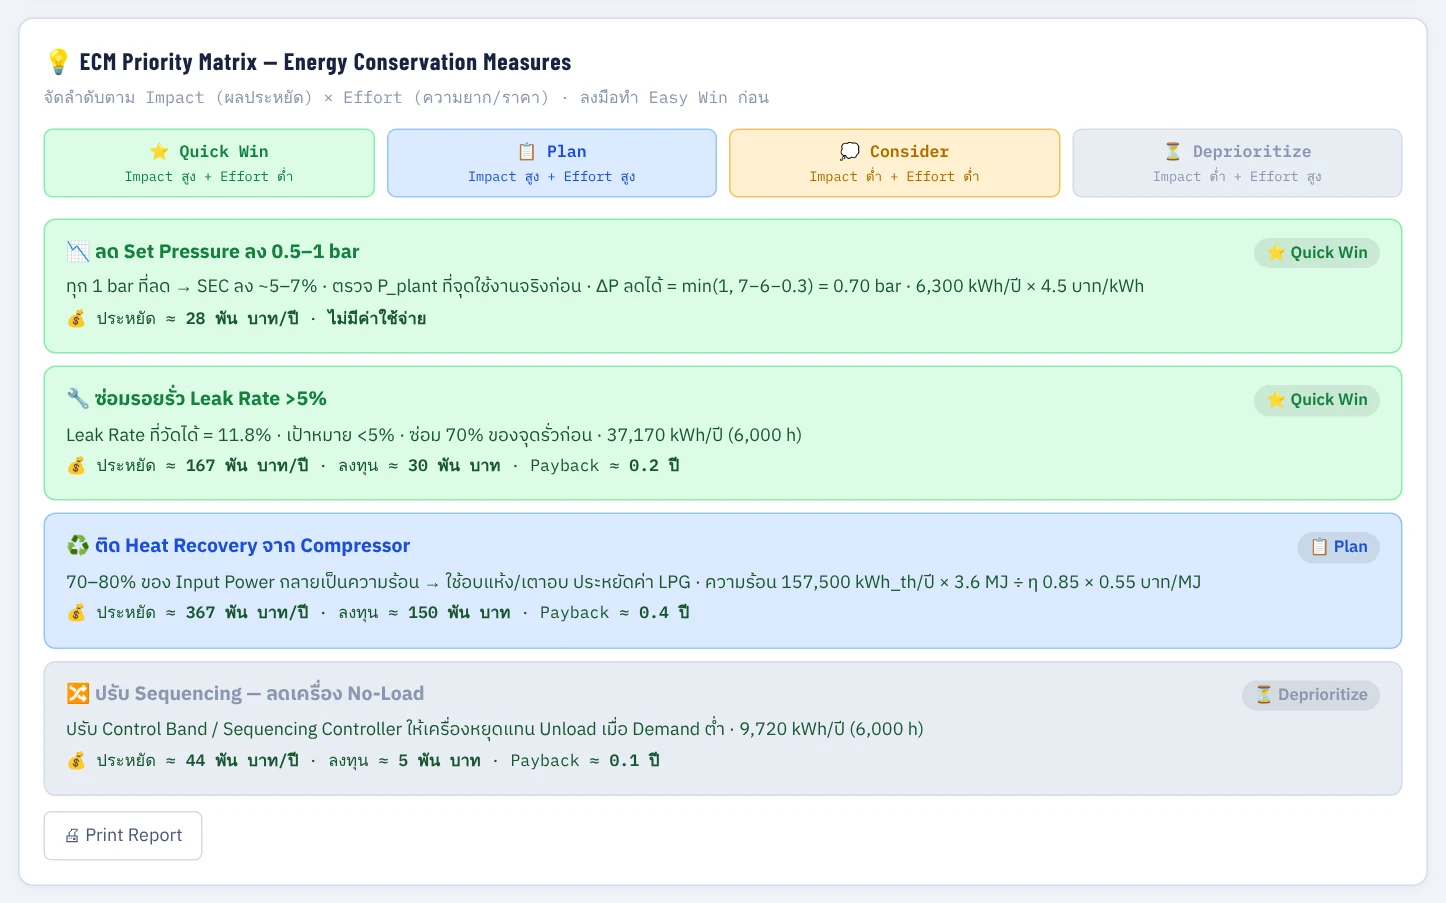 💡 ECM Priority Matrix — Energy Conservation Measures
จัดลำดับตาม Impact (ผลประหยัด) × Effort (ความยาก/ราคา) · ลงมือทำ Easy Win ก่อน
⭐ Quick Win
Impact สูง + Effort ต่ำ
📋 Plan
Impact สูง + Effort สูง
💭 Consider
Impact ต่ำ + Effort ต่ำ
⏳ Deprioritize
Impact ต่ำ + Effort สูง
📉 ลด Set Pressure ลง 0.5–1 bar
⭐ Quick Win
ทุก 1 bar ที่ลด → SEC ลง ~5–7% · ตรวจ P_plant ที่จุดใช้งานจริงก่อน · ΔP ลดได้ = min(1, 7−6−0.3) = 0.70 bar · 6,300 kWh/ปี × 4.5 บาท/kWh
💰 ประหยัด ≈ 28 พัน บาท/ปี · ไม่มีค่าใช้จ่าย
🔧 ซ่อมรอยรั่ว Leak Rate >5%
⭐ Quick Win
Leak Rate ที่วัดได้ = 11.8% · เป้าหมาย <5% · ซ่อม 70% ของจุดรั่วก่อน · 37,170 kWh/ปี (6,000 h)
💰 ประหยัด ≈ 167 พัน บาท/ปี · ลงทุน ≈ 30 พัน บาท · Payback ≈ 0.2 ปี
♻️ ติด Heat Recovery จาก Compressor
📋 Plan
70–80% ของ Input Power กลายเป็นความร้อน → ใช้อบแห้ง/เตาอบ ประหยัดค่า LPG · ความร้อน 157,500 kWh_th/ปี × 3.6 MJ ÷ η 0.85 × 0.55 บาท/MJ
💰 ประหยัด ≈ 367 พัน บาท/ปี · ลงทุน ≈ 150 พัน บาท · Payback ≈ 0.4 ปี
🔀 ปรับ Sequencing — ลดเครื่อง No-Load
⏳ Deprioritize
ปรับ Control Band / Sequencing Controller ให้เครื่องหยุดแทน Unload เมื่อ Demand ต่ำ · 9,720 kWh/ปี (6,000 h)
💰 ประหยัด ≈ 44 พัน บาท/ปี · ลงทุน ≈ 5 พัน บาท · Payback ≈ 0.1 ปี
🖨 Print Report